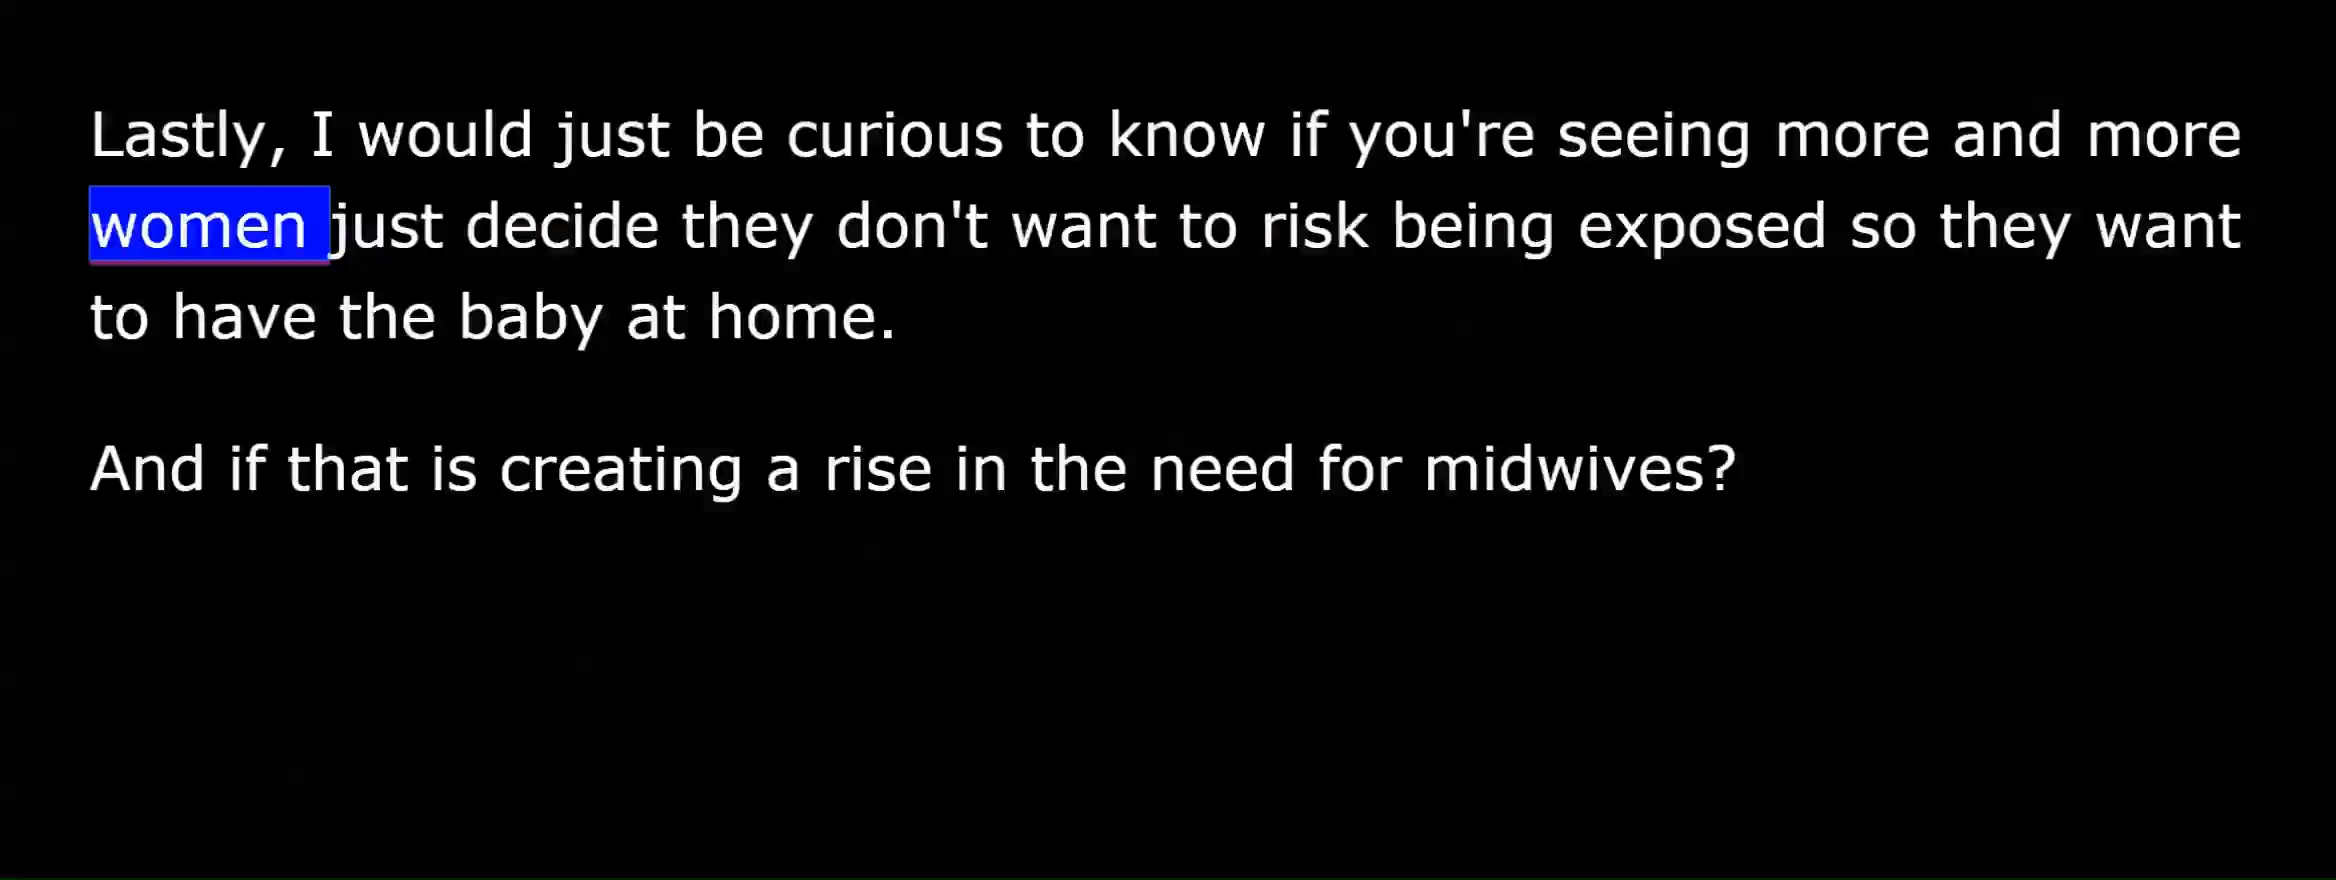 Lastly, I would just be curious to know if you're seeing more and more
women just decide they don't want to risk being exposed so they want
to have the baby at home.
And if that is creating a rise in the need for midwives?